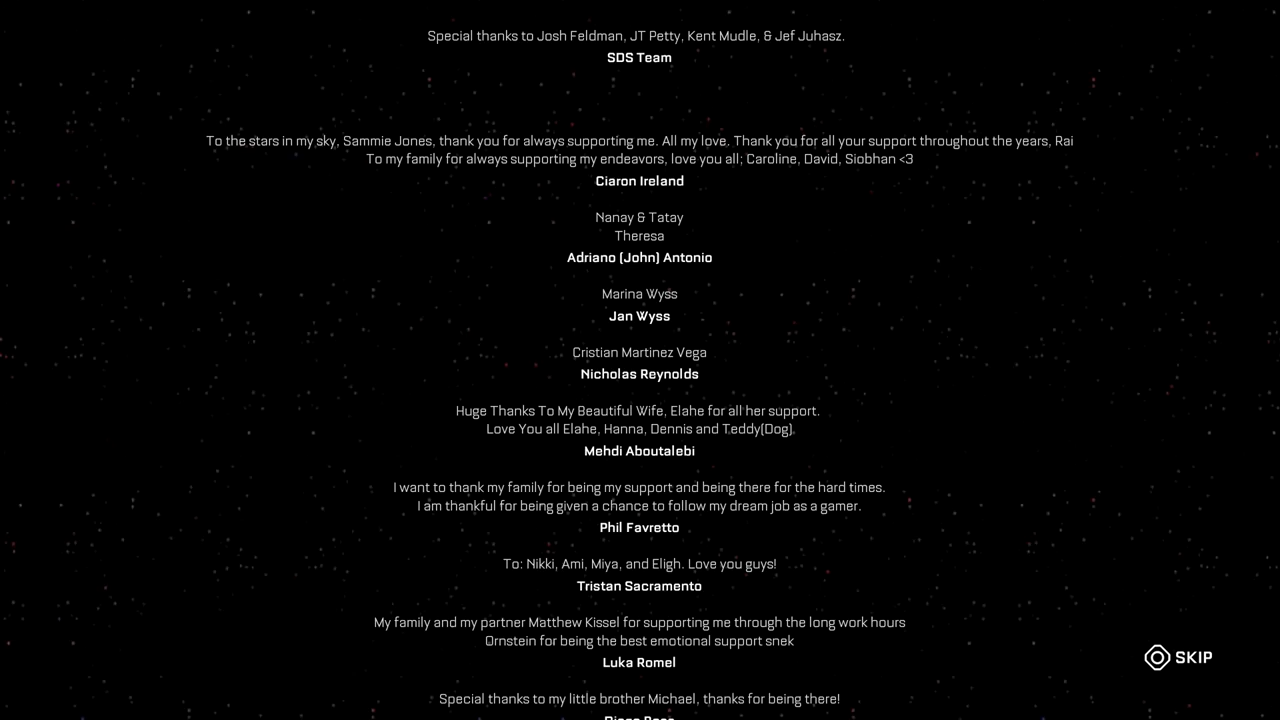 Special thanks to Josh Feldman, JT Petty, Kent Mudle, & Jef Juhasz.
SDS Team
To the stars in my sky, Sammie Jones, thank you for always supporting me. All my love. Thank you for all your support throughout the years, Rai
To my family for always supporting my endeavors, love you all; Caroline, David, Siobhan <3
Ciaron Ireland
Nanay & Tatay
Theresa
Adriano (John) Antonio
Marina Wyss
Jan Wyss
Cristian Martinez Vega
Nicholas Reynolds
Huge Thanks To My Beautiful Wife, Elahe for all her support.
Love You all Elahe, Hanna, Dennis and Teddy(Dog).
Mehdi Aboutalebi
I want to thank my family for being my support and being there for the hard times.
I am thankful for being given a chance to follow my dream job as a gamer.
Phil Favretto
To: Nikki, Ami, Miya, and Eligh. Love you guys!
Tristan Sacramento
My family and my partner Matthew Kissel for supporting me through the long work hours
Ornstein for being the best emotional support snek
Luka Romel
SKIP
Special thanks to my little brother Michael, thanks for being there!